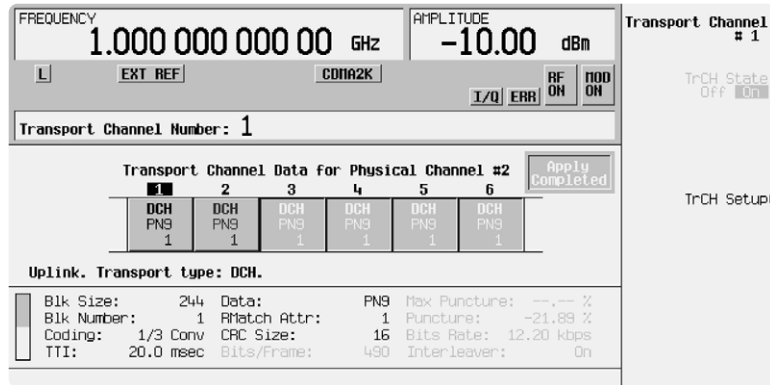 FREQUENCY
1.000 000 000 00 GHz
AMPLITUDE
-10.00 dBm
L EXT REF CDMA2K
I/Q ERR RF ON MOD ON
Transport Channel Number: 1
Transport Channel Data for Physical Channel #2
Apply Completed
1 2 3 4 5 6
DCH DCH DCH DCH DCH DCH
PN9 PN9 PN9 PN9 PN9 PN9
1 1 1 1 1 1
Uplink. Transport type: DCH.
Blk Size: 244 Data: PN9 Max Puncture: --.-- %
Blk Number: 1 RMatch Attr: 1 Puncture: -21.89 %
Coding: 1/3 Conv CRC Size: 16 Bits Rate: 12.20 kbps
TTI: 20.0 msec Bits/Frame: 490 Interleaver: On
Transport Channel
# 1
TrCH State
Off On
TrCH Setup